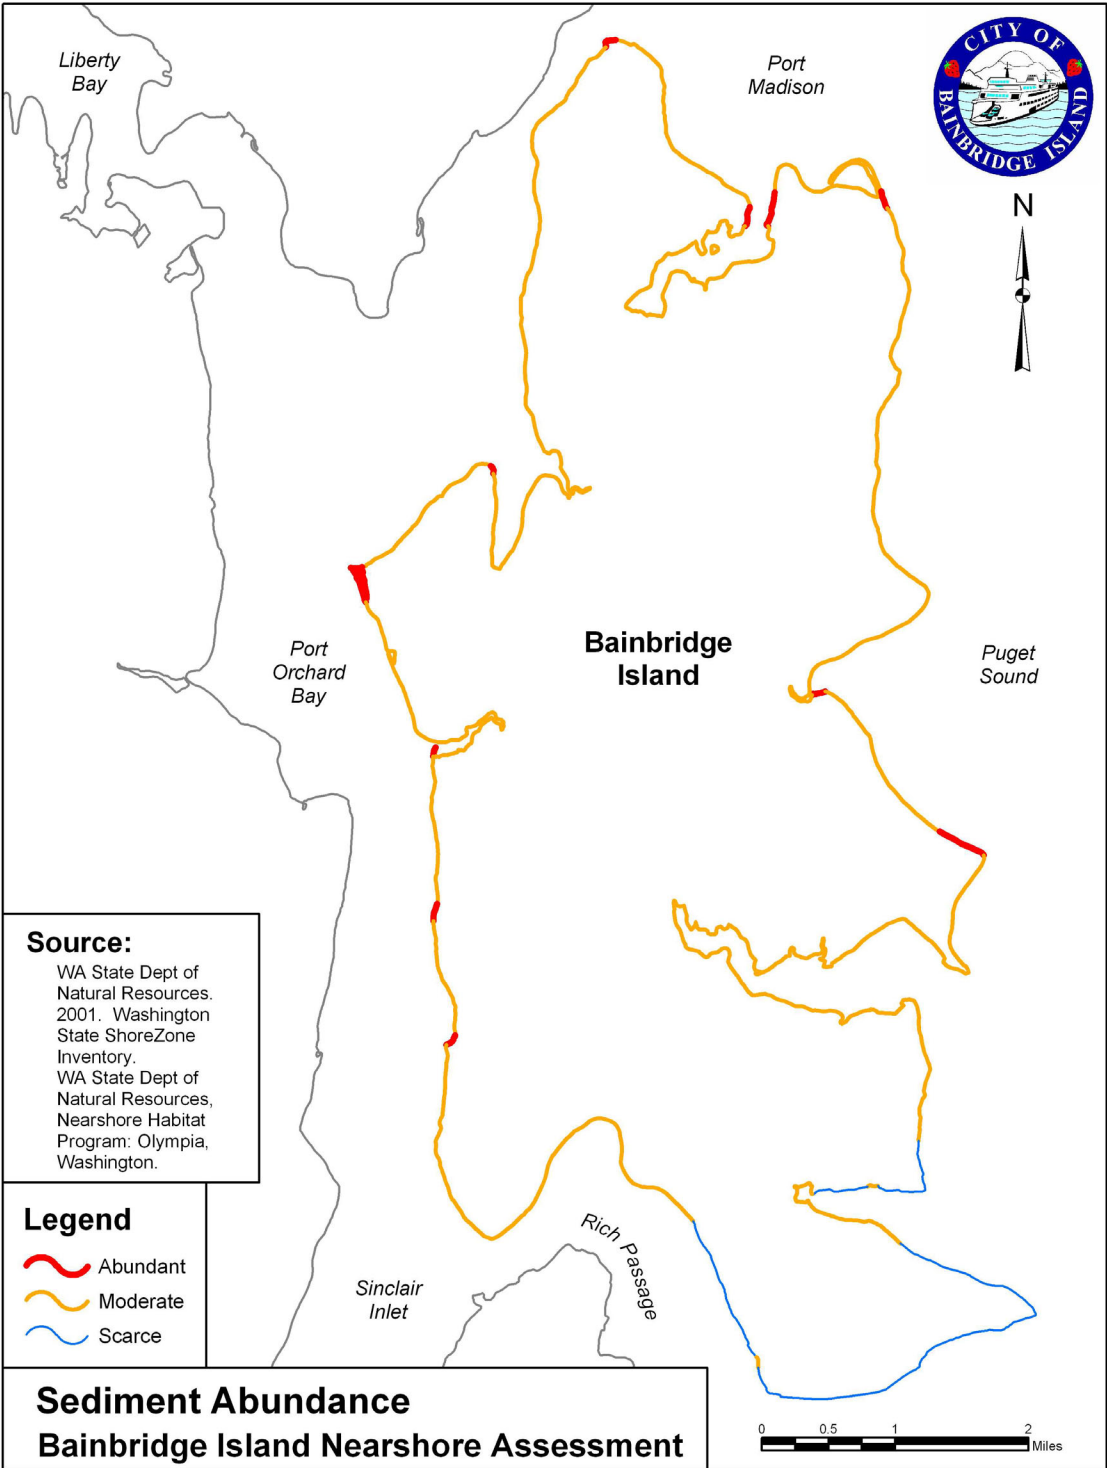 Liberty
Bay
Port
Madison
CITY OF
BAINBRIDGE ISLAND
N
Bainbridge
Island
Port
Orchard
Bay
Puget
Sound
Source:
WA State Dept of
Natural Resources.
2001.  Washington
State ShoreZone
Inventory.
WA State Dept of
Natural Resources,
Nearshore Habitat
Program: Olympia,
Washington.
Legend
Abundant
Moderate
Scarce
Rich Passage
Sinclair
Inlet
Sediment Abundance
Bainbridge Island Nearshore Assessment
0 0.5 1 2
Miles